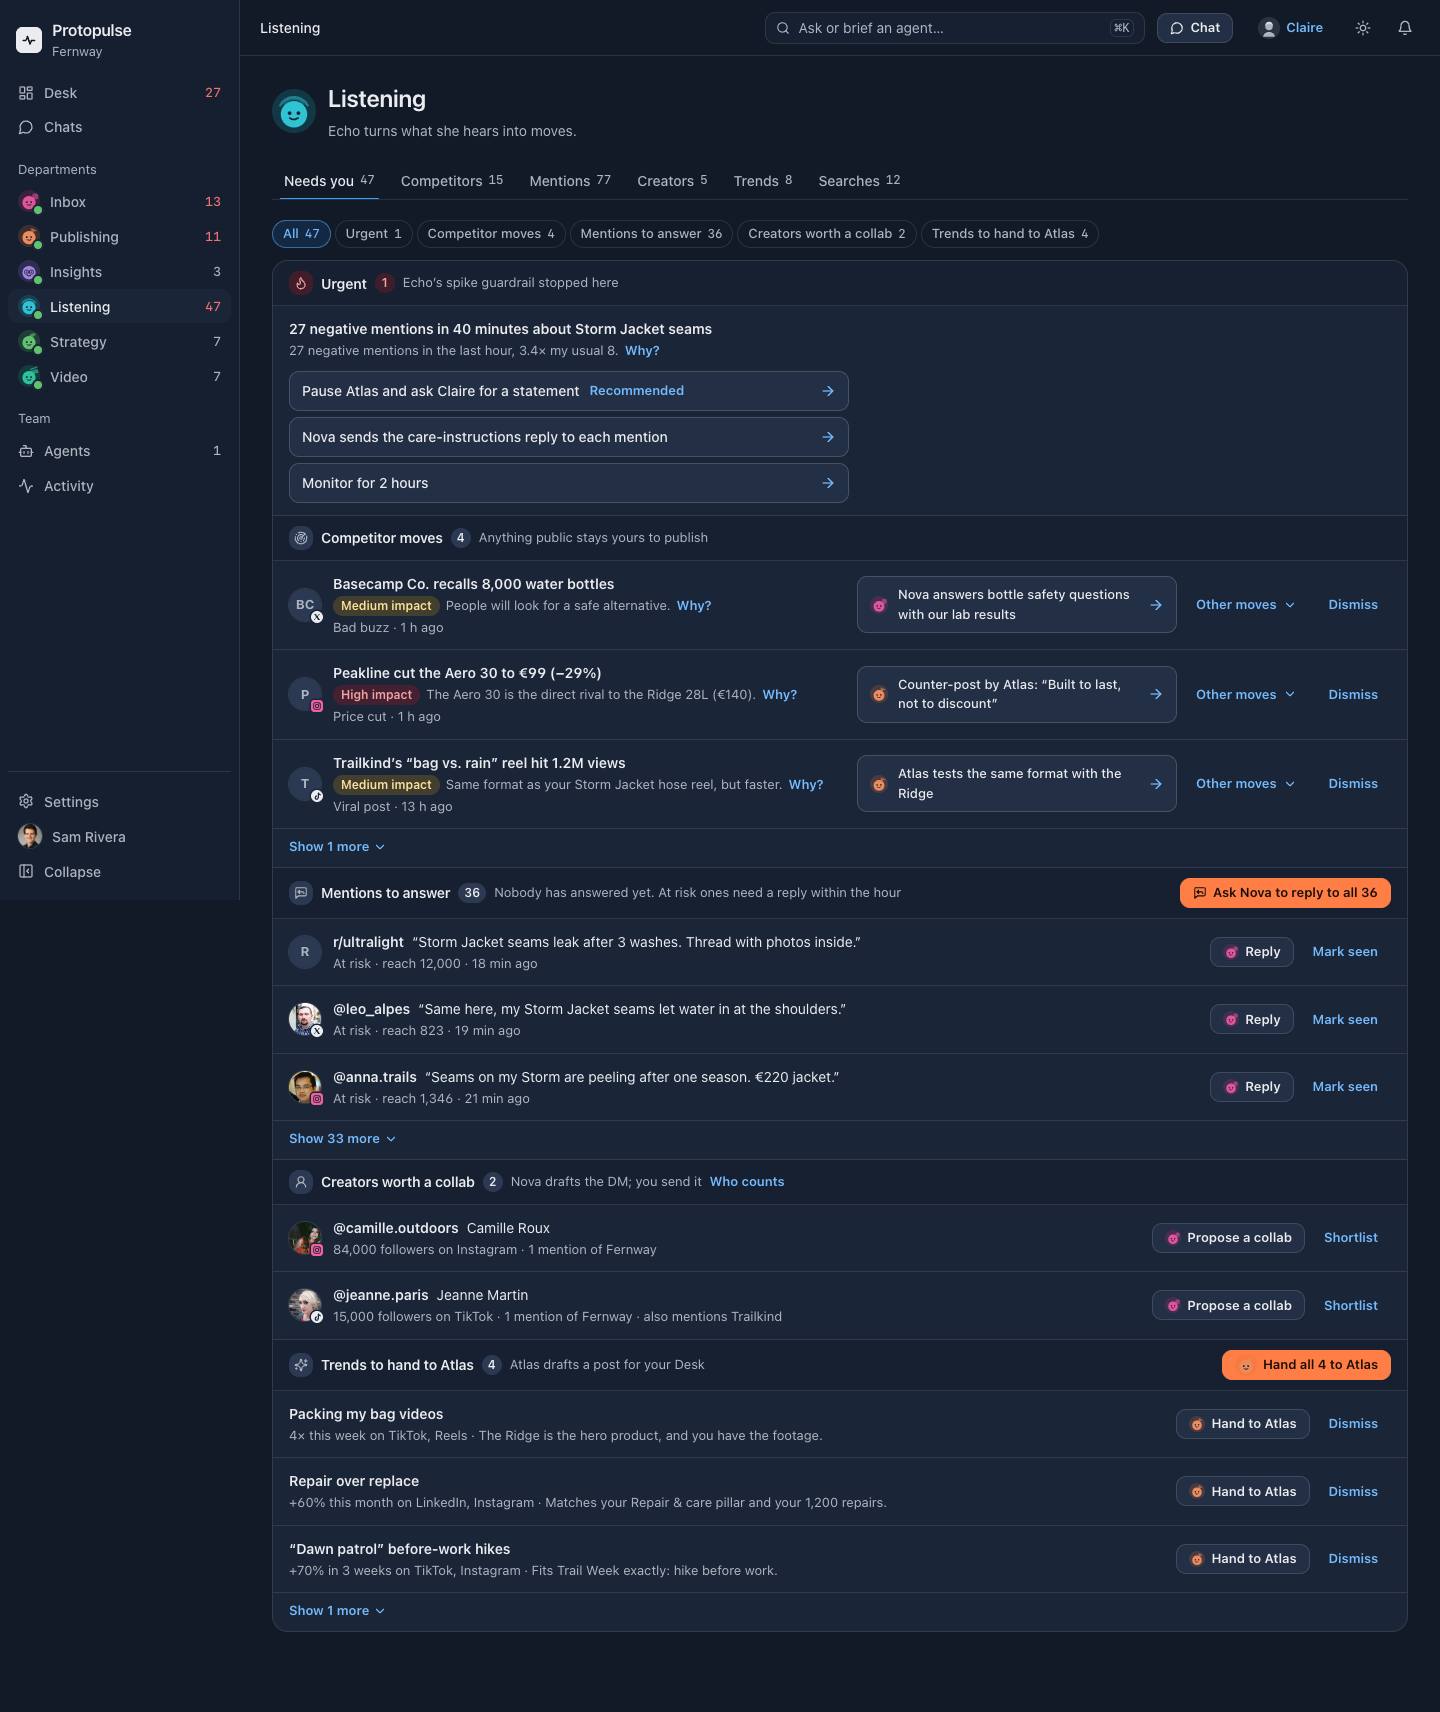 Protopulse
Fernway
Desk 27
Chats
Departments
Inbox 13
Publishing 11
Insights 3
Listening 47
Strategy 7
Video 7
Team
Agents 1
Activity
Settings
Sam Rivera
Collapse
Listening
Ask or brief an agent…
⌘K
Chat
Claire
Listening
Echo turns what she hears into moves.
Needs you 47 Competitors 15 Mentions 77 Creators 5 Trends 8 Searches 12
All 47 Urgent 1 Competitor moves 4 Mentions to answer 36 Creators worth a collab 2 Trends to hand to Atlas 4
Urgent 1 Echo’s spike guardrail stopped here
27 negative mentions in 40 minutes about Storm Jacket seams
27 negative mentions in the last hour, 3.4× my usual 8. Why?
Pause Atlas and ask Claire for a statement Recommended
Nova sends the care-instructions reply to each mention
Monitor for 2 hours
Competitor moves 4 Anything public stays yours to publish
BC
Basecamp Co. recalls 8,000 water bottles
Medium impact People will look for a safe alternative. Why?
Bad buzz · 1 h ago
Nova answers bottle safety questions
with our lab results
Other moves
Dismiss
P
Peakline cut the Aero 30 to €99 (−29%)
High impact The Aero 30 is the direct rival to the Ridge 28L (€140). Why?
Price cut · 1 h ago
Counter-post by Atlas: “Built to last,
not to discount”
Other moves
Dismiss
T
Trailkind’s “bag vs. rain” reel hit 1.2M views
Medium impact Same format as your Storm Jacket hose reel, but faster. Why?
Viral post · 13 h ago
Atlas tests the same format with the
Ridge
Other moves
Dismiss
Show 1 more
Mentions to answer 36 Nobody has answered yet. At risk ones need a reply within the hour
Ask Nova to reply to all 36
R
r/ultralight “Storm Jacket seams leak after 3 washes. Thread with photos inside.”
At risk · reach 12,000 · 18 min ago
Reply
Mark seen
@leo_alpes “Same here, my Storm Jacket seams let water in at the shoulders.”
At risk · reach 823 · 19 min ago
Reply
Mark seen
@anna.trails “Seams on my Storm are peeling after one season. €220 jacket.”
At risk · reach 1,346 · 21 min ago
Reply
Mark seen
Show 33 more
Creators worth a collab 2 Nova drafts the DM; you send it Who counts
@camille.outdoors Camille Roux
84,000 followers on Instagram · 1 mention of Fernway
Propose a collab
Shortlist
@jeanne.paris Jeanne Martin
15,000 followers on TikTok · 1 mention of Fernway · also mentions Trailkind
Propose a collab
Shortlist
Trends to hand to Atlas 4 Atlas drafts a post for your Desk
Hand all 4 to Atlas
Packing my bag videos
4× this week on TikTok, Reels · The Ridge is the hero product, and you have the footage.
Hand to Atlas
Dismiss
Repair over replace
+60% this month on LinkedIn, Instagram · Matches your Repair & care pillar and your 1,200 repairs.
Hand to Atlas
Dismiss
“Dawn patrol” before-work hikes
+70% in 3 weeks on TikTok, Instagram · Fits Trail Week exactly: hike before work.
Hand to Atlas
Dismiss
Show 1 more